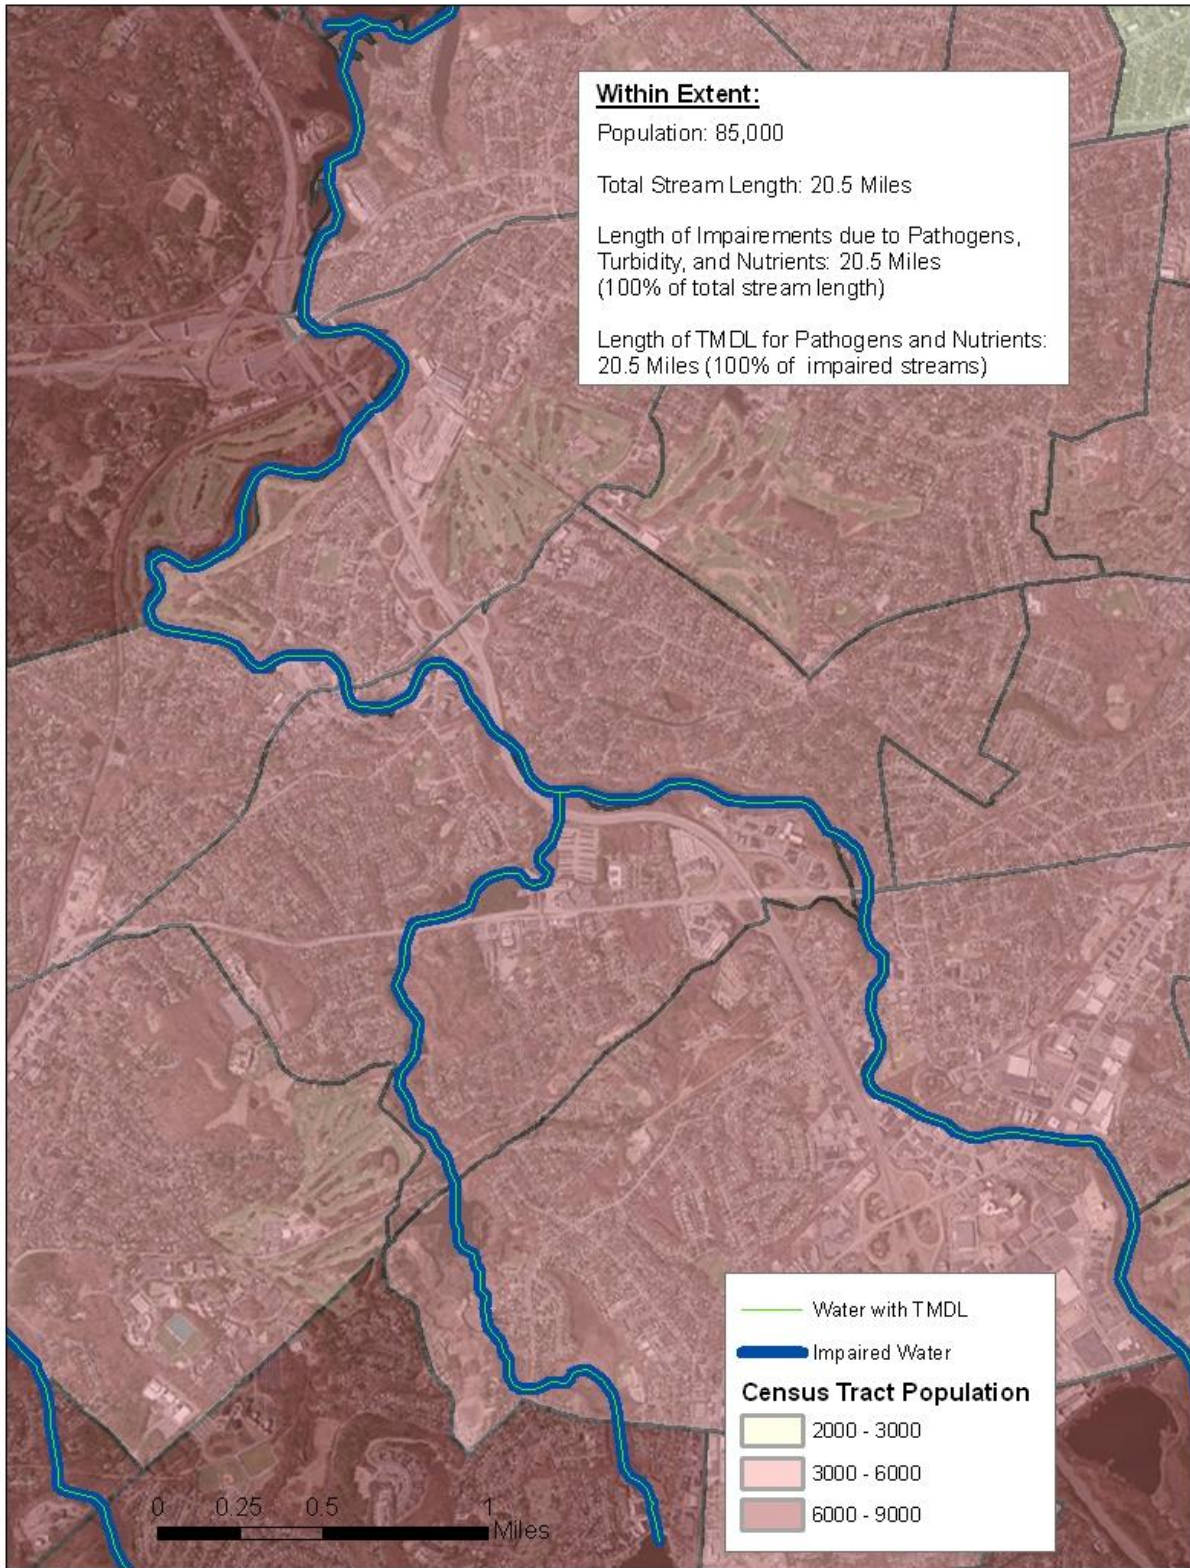 Within Extent:
Population: 85,000
Total Stream Length: 20.5 Miles
Length of Impairements due to Pathogens,
Turbidity, and Nutrients: 20.5 Miles
(100% of total stream length)
Length of TMDL for Pathogens and Nutrients:
20.5 Miles (100% of impaired streams)
Water with TMDL
Impaired Water
Census Tract Population
2000 - 3000
3000 - 6000
6000 - 9000
0 0.25 0.5 1
Miles